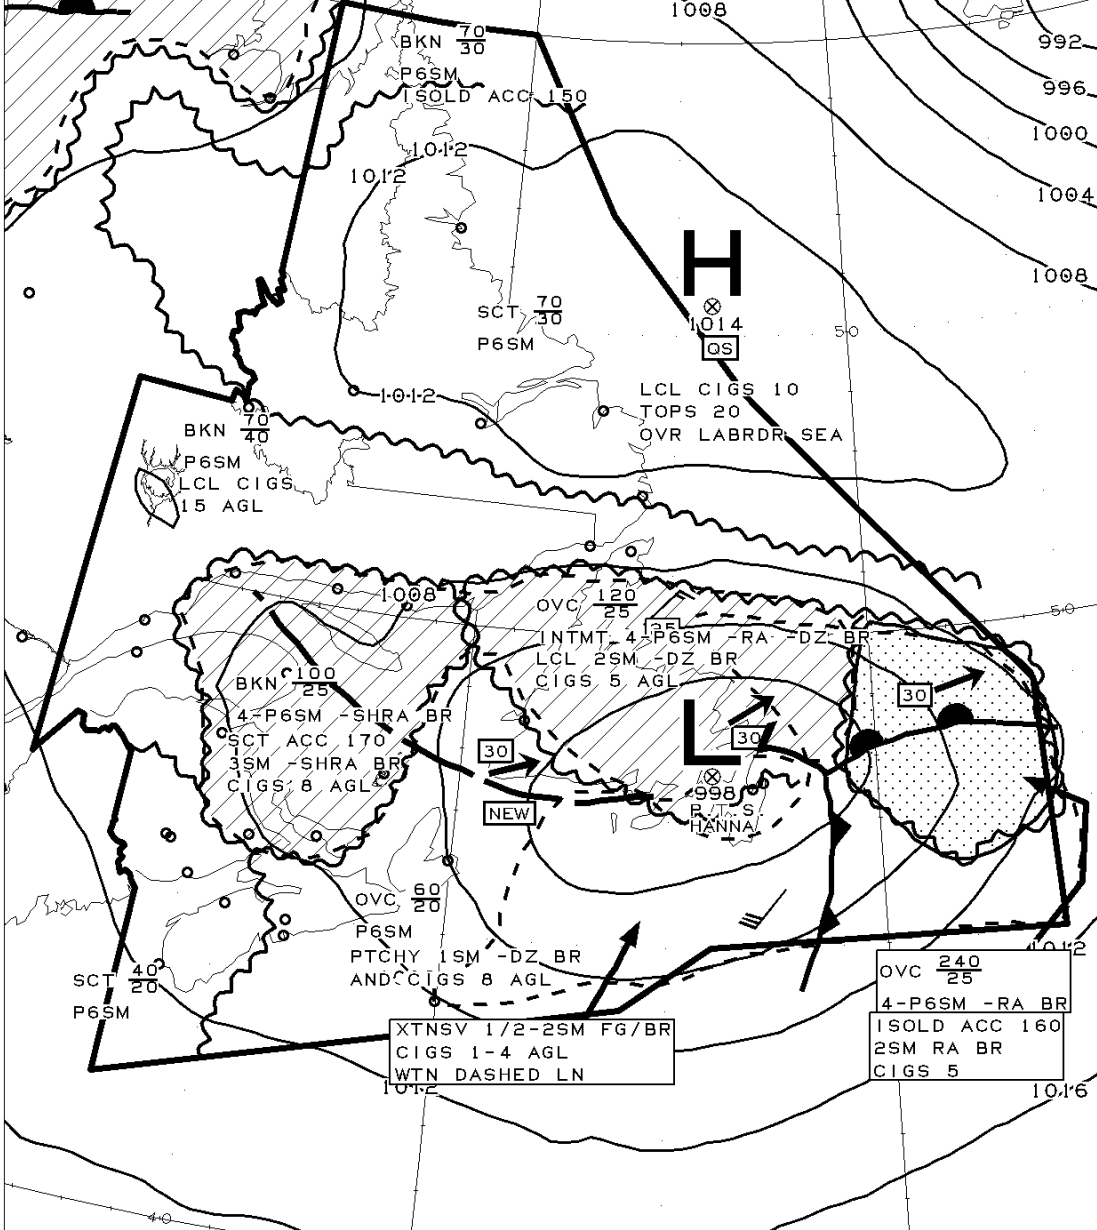 1008
992
996
1000
1004
1008
BKN 70
30
P6SM
ISOLD ACC 150
1012
1012
H
1014
QS
50
SCT 70
30
P6SM
LCL CIGS 10
TOPS 20
OVR LABRDR SEA
1012
BKN 70
40
P6SM
LCL CIGS
15 AGL
1008
50
OVC 120
25
INTMT 4-P6SM -RA -DZ BR
LCL 2SM -DZ BR
CIGS 5 AGL
BKN 100
25
4-P6SM -SHRA BR
SCT ACC 170
3SM -SHRA BR
CIGS 8 AGL
30
30
30
L
998
P T S
HANNA
NEW
OVC 60
20
P6SM
PTCHY 1SM -DZ BR
AND CIGS 8 AGL
SCT 40
20
P6SM
1012
OVC 240
25
4-P6SM -RA BR
ISOLD ACC 160
2SM RA BR
CIGS 5
XTNSV 1/2-2SM FG/BR
CIGS 1-4 AGL
WTN DASHED LN
1012
1016
40